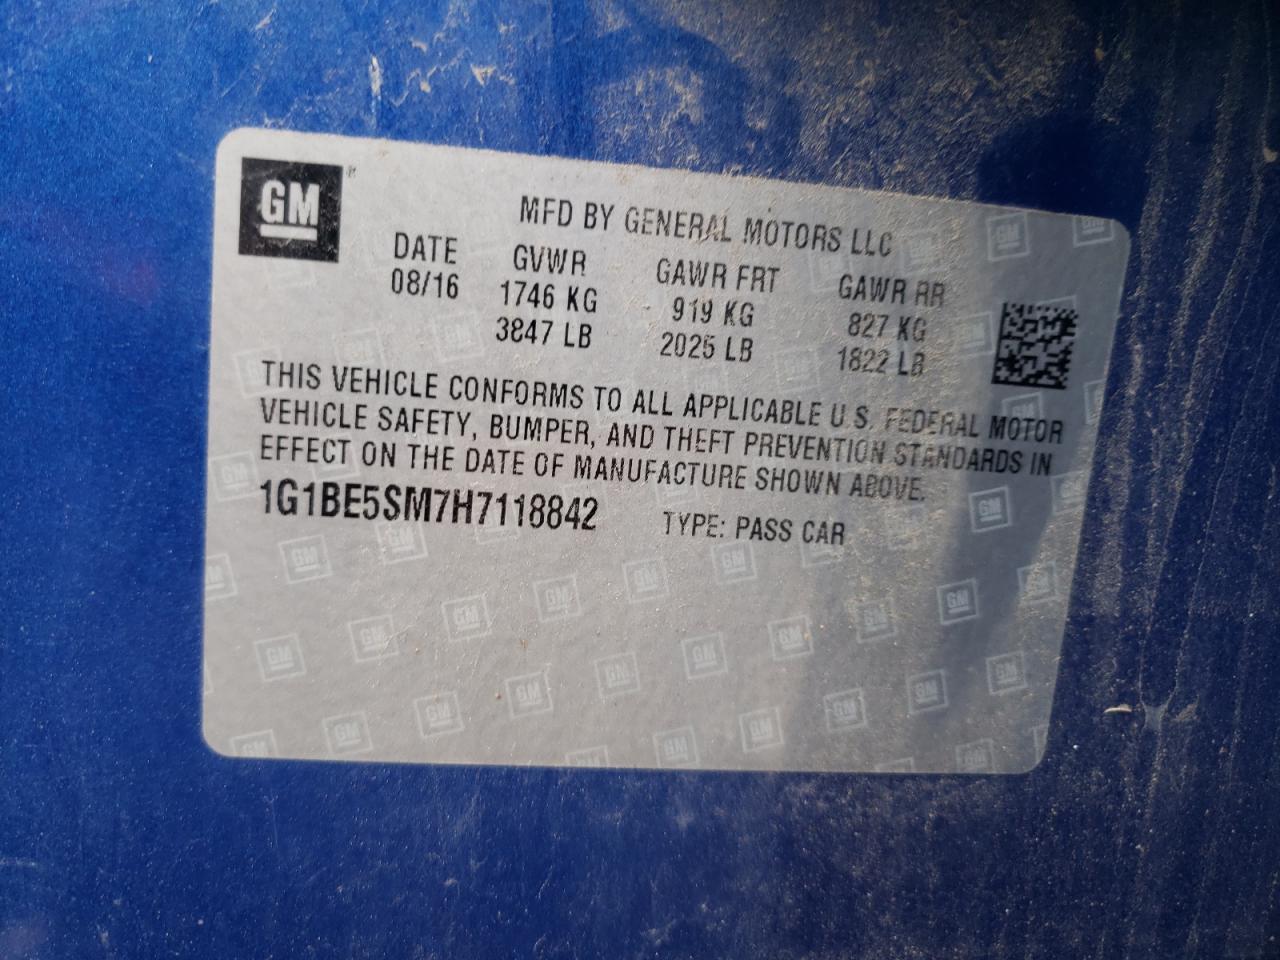 GM
MFD BY GENERAL MOTORS LLC
DATE GVWR GAWR FRT GAWR RR
08/16 1746 KG 919 KG 827 KG
3847 LB 2025 LB 1822 LB
THIS VEHICLE CONFORMS TO ALL APPLICABLE U.S. FEDERAL MOTOR
VEHICLE SAFETY, BUMPER, AND THEFT PREVENTION STANDARDS IN
EFFECT ON THE DATE OF MANUFACTURE SHOWN ABOVE.
1G1BE5SM7H7118842 TYPE: PASS CAR